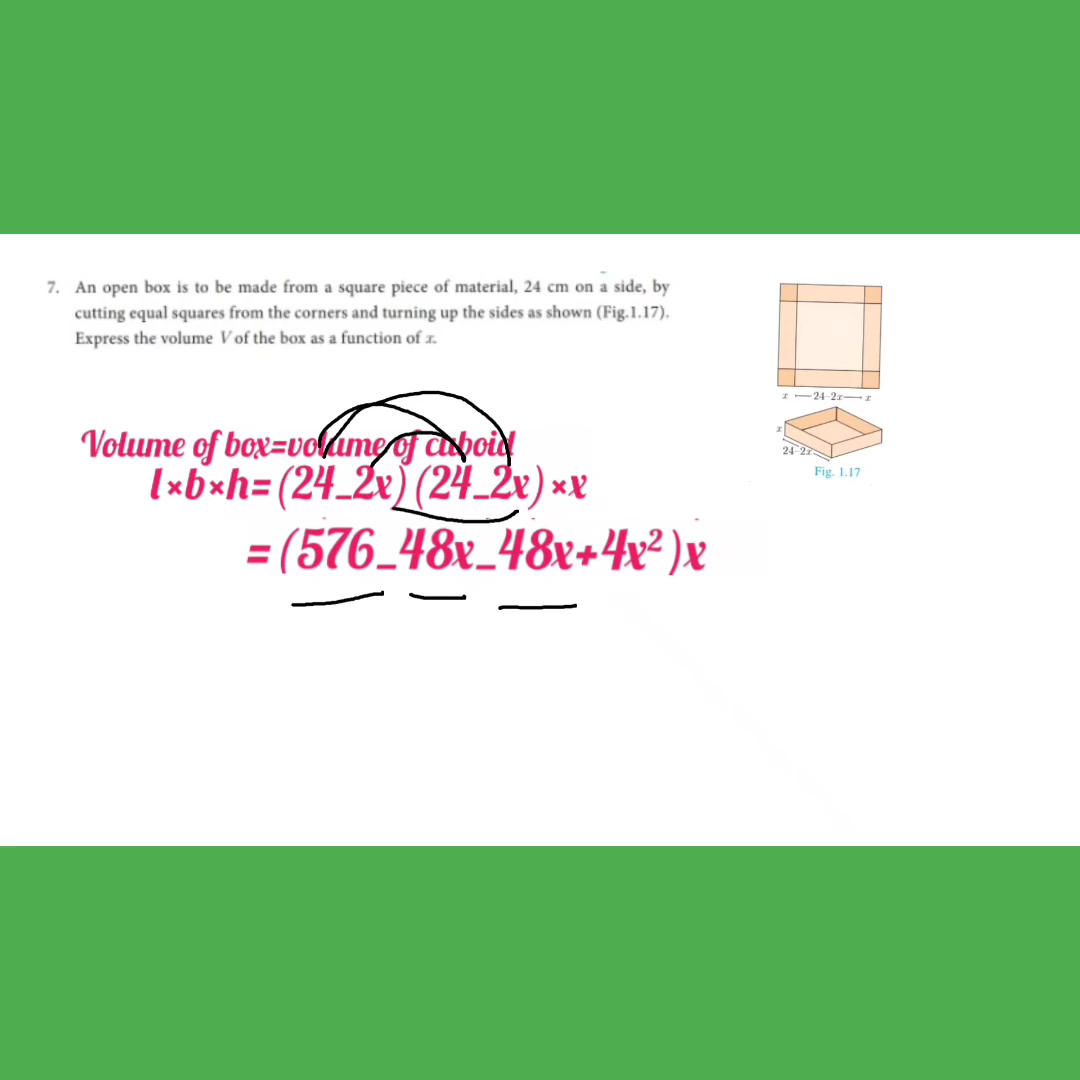 7. An open box is to be made from a square piece of material, 24 cm on a side, by
cutting equal squares from the corners and turning up the sides as shown (Fig.1.17).
Express the volume V of the box as a function of x.
x 24-2x x
x
24-2x
Fig. 1.17
Volume of box=volume of cuboid
l×b×h=(24_2x)(24_2x)×x
=(576_48x_48x+4x²)x